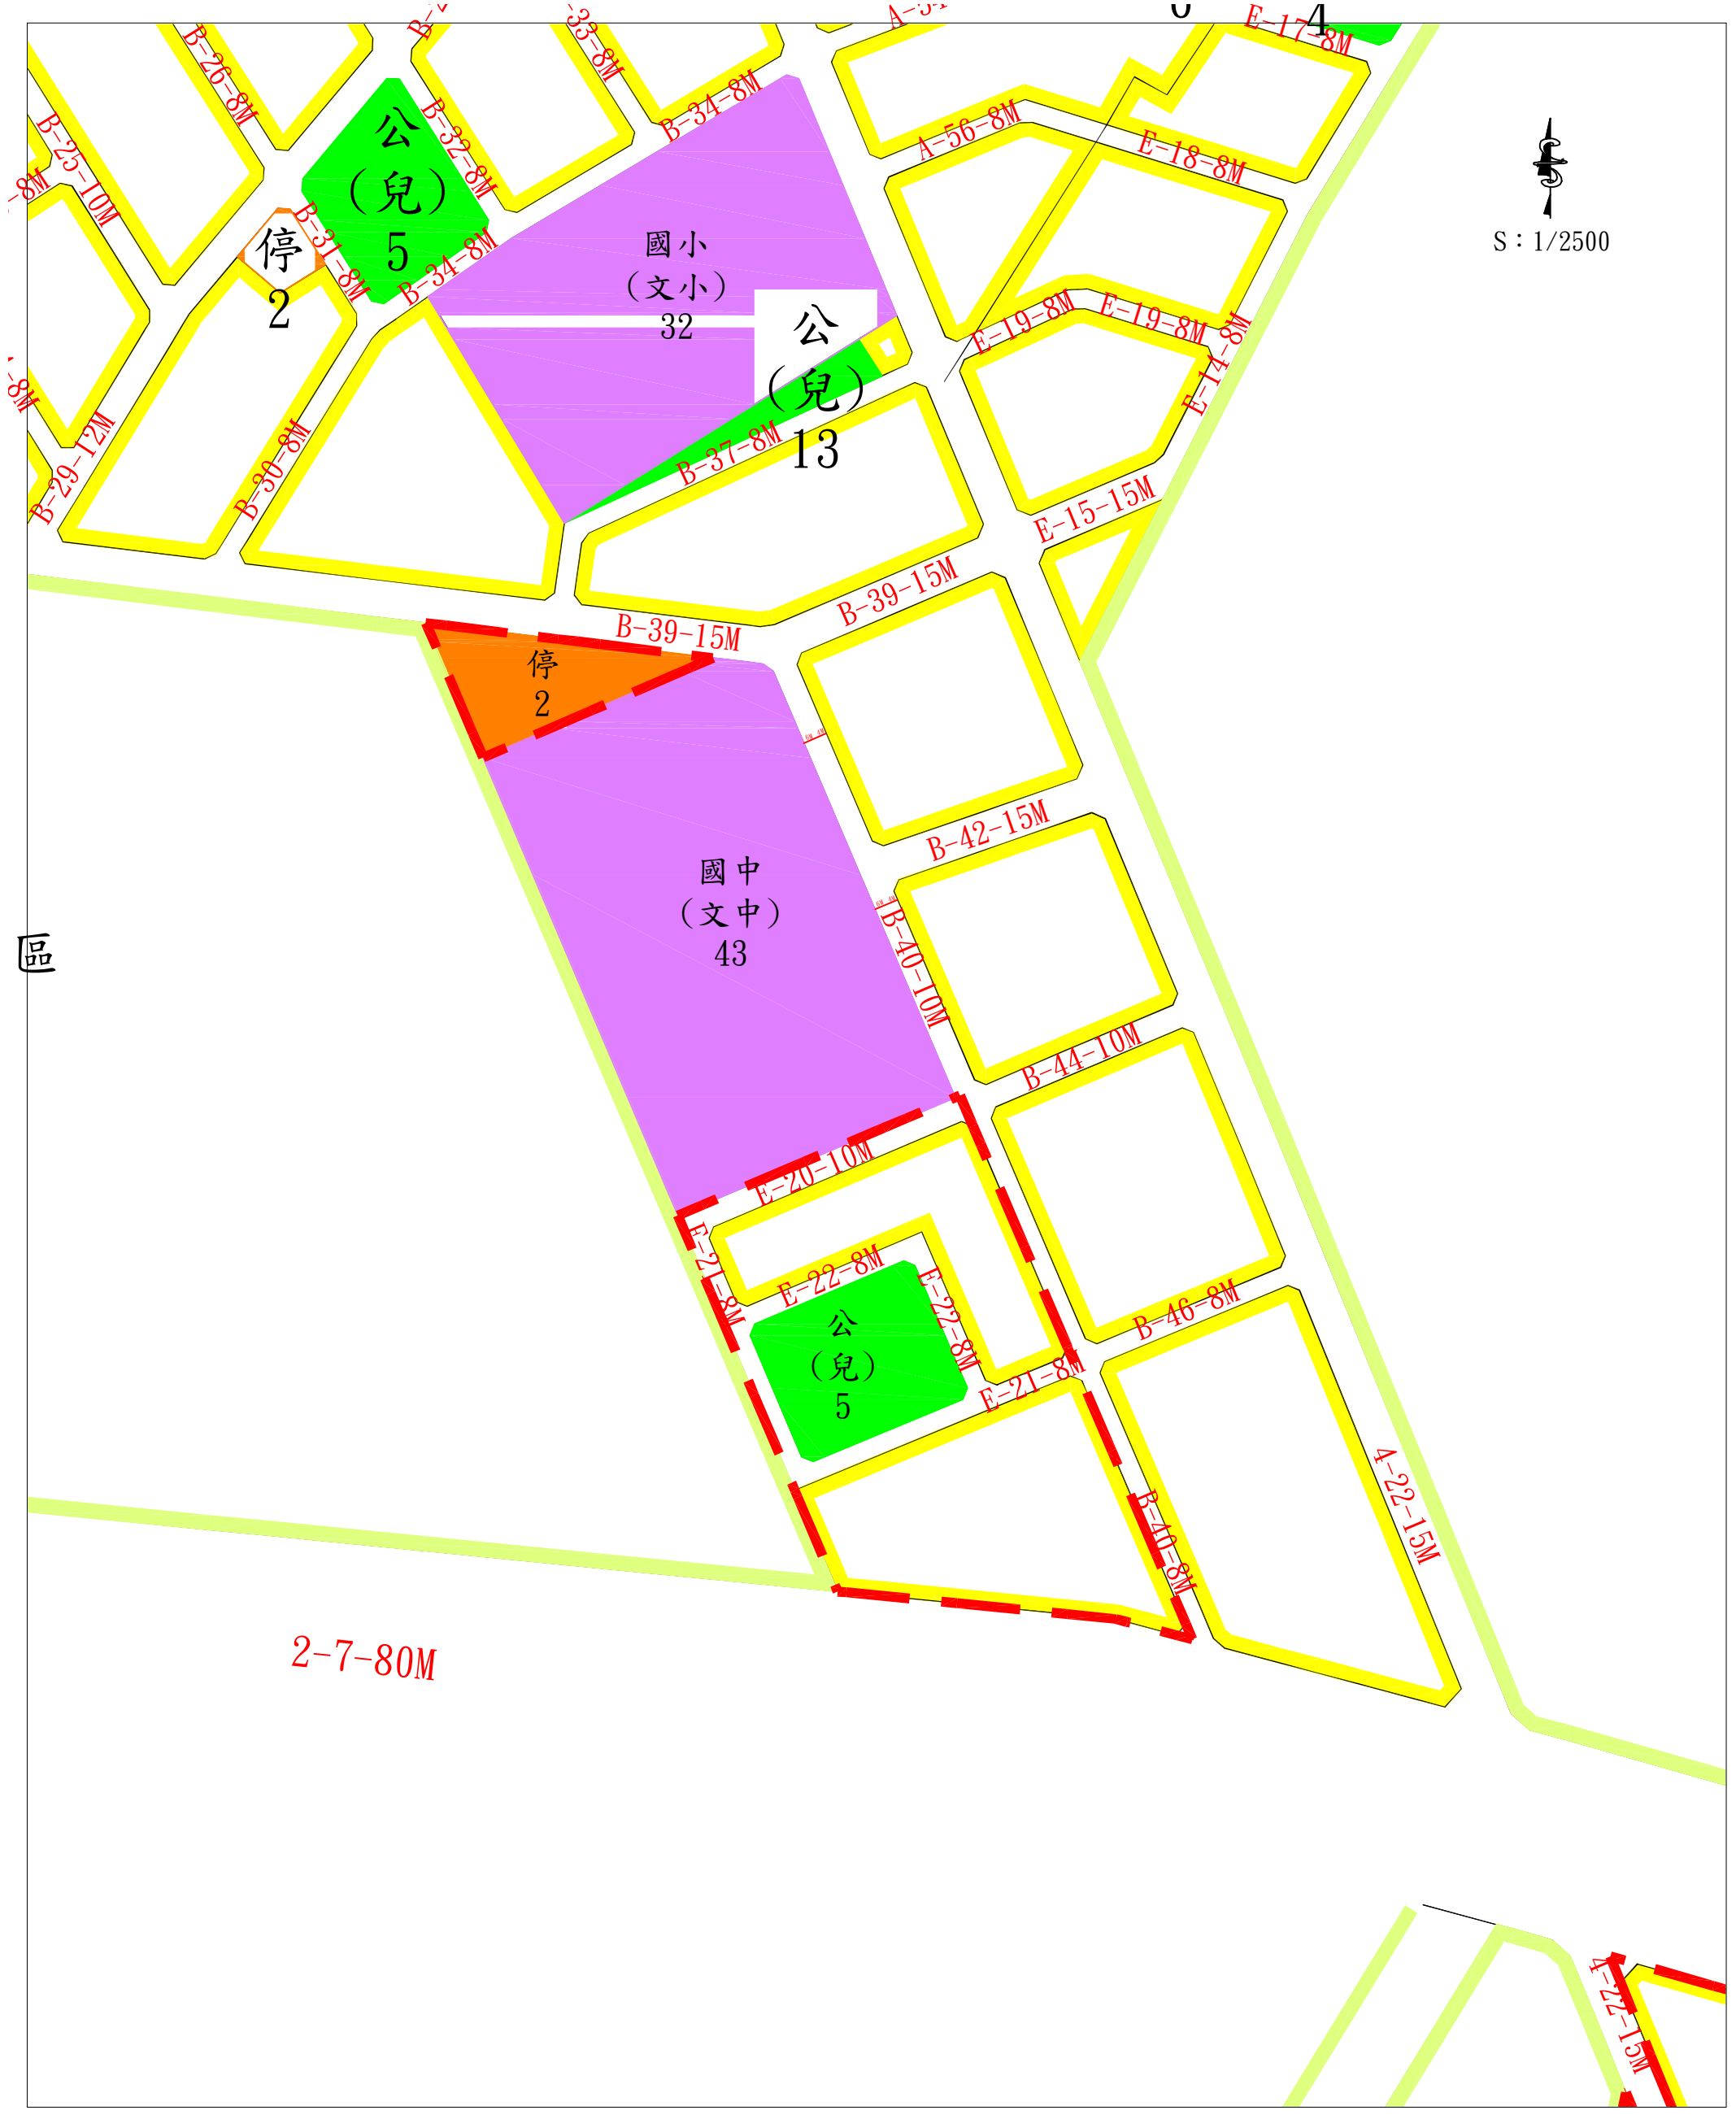 4
E-17-8M
B-26-8M
33-8M
B-34-8M
公
(兒)
5
B-32-8M
A-56-8M
E-18-8M
B-25-10M
-8M
停
2
B-31-8M
B-34-8M
國小
(文小)
32
S：1/2500
公
(兒)
13
E-19-8M
E-19-8M
E-14-8M
-8M
B-29-12M
B-30-8M
B-37-8M
E-15-15M
B-39-15M
B-39-15M
停
2
B-42-15M
國中
(文中)
43
區
B-40-10M
B-44-10M
E-20-10M
E-21-8M
E-22-8M
E-22-8M
B-46-8M
公
(兒)
5
E-21-8M
B-40-8M
4-22-15M
2-7-80M
4-22-15M